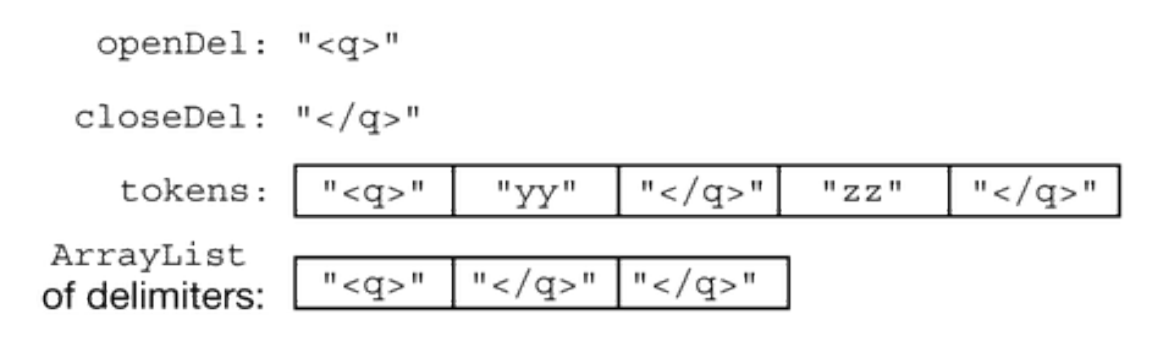 openDel: "<q>"
closeDel: "</q>"
tokens: "<q>" "yy" "</q>" "zz" "</q>"
ArrayList
of delimiters: "<q>" "</q>" "</q>"